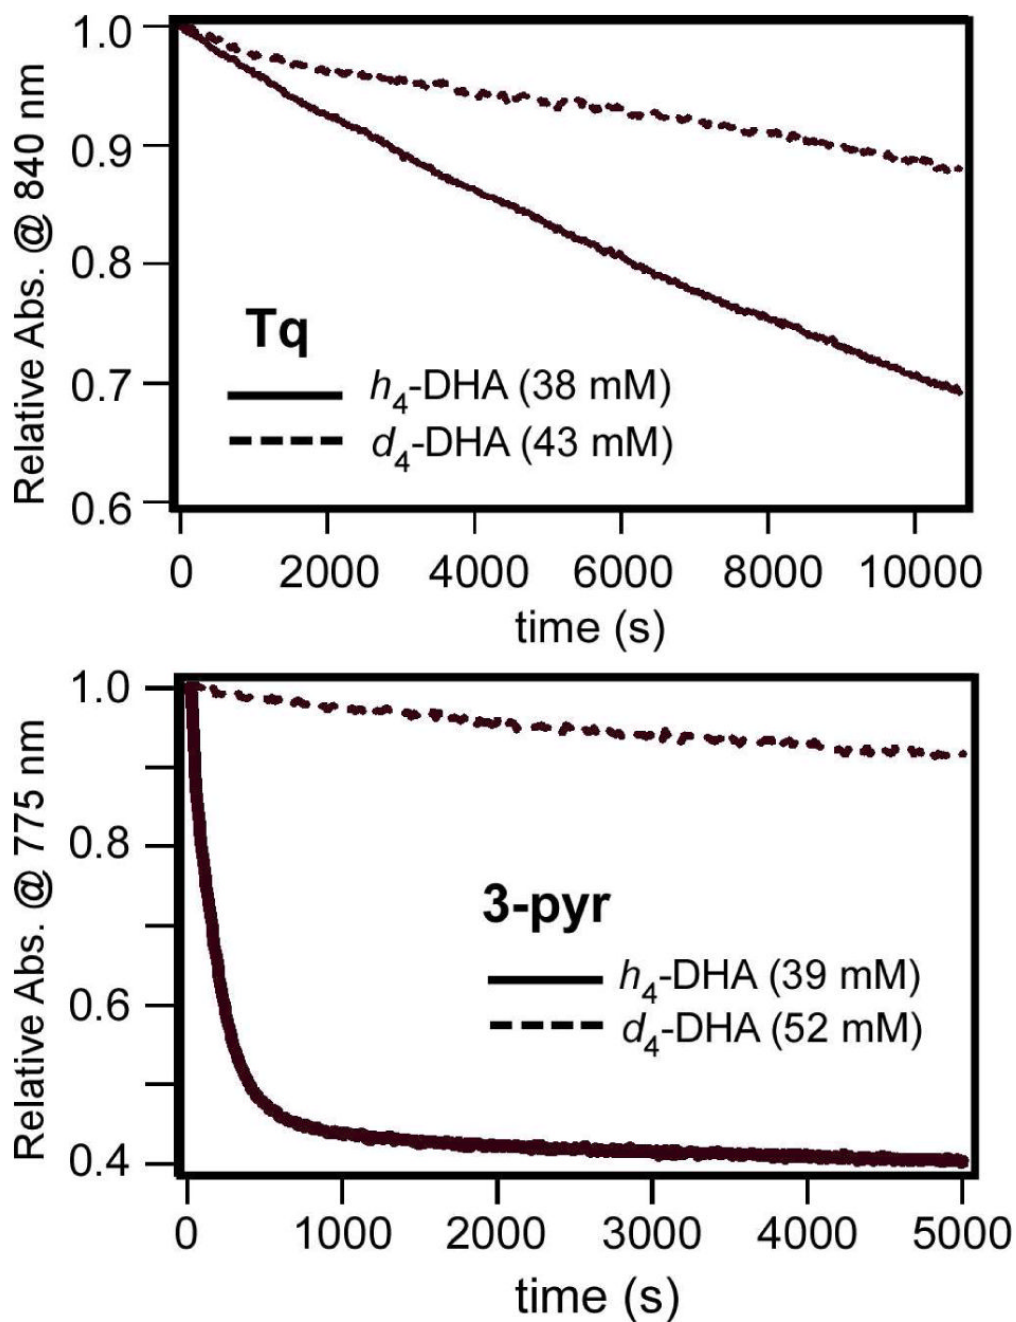 Relative Abs. @ 840 nm
1.0
0.9
0.8
0.7
0.6
Tq
h4-DHA (38 mM)
d4-DHA (43 mM)
0 2000 4000 6000 8000 10000
time (s)
Relative Abs. @ 775 nm
1.0
0.8
0.6
0.4
3-pyr
h4-DHA (39 mM)
d4-DHA (52 mM)
0 1000 2000 3000 4000 5000
time (s)